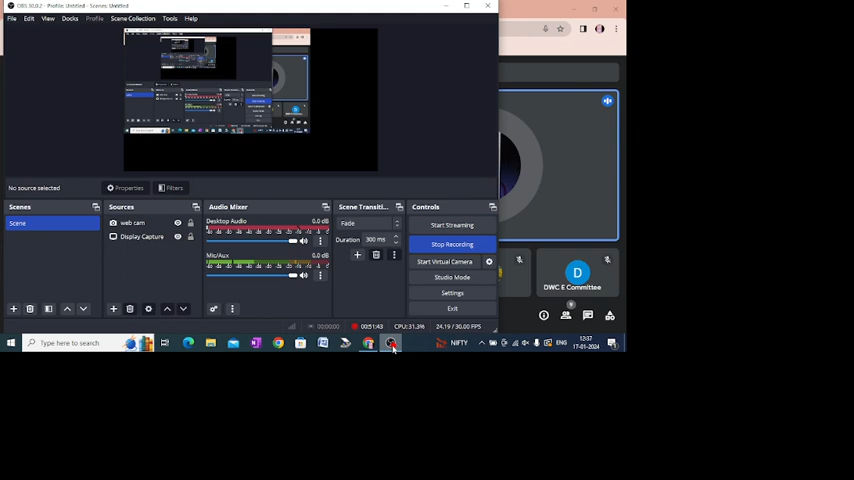 OBS 30.0.2 - Profile: Untitled - Scenes: Untitled
File Edit View Docks Profile Scene Collection Tools Help
No source selected Properties Filters
Scenes Sources Audio Mixer Scene Transiti... Controls
Scene
web cam
Display Capture
Desktop Audio 0.0 dB
Mic/Aux 0.0 dB
Fade
Duration 300 ms
Start Streaming
Stop Recording
Start Virtual Camera
Studio Mode
Settings
Exit
00:00:00 00:51:43 CPU:31.3% 24.19 / 30.00 FPS
D
DWC E Committee
Type here to search NIFTY ENG 12:37
17-01-2024